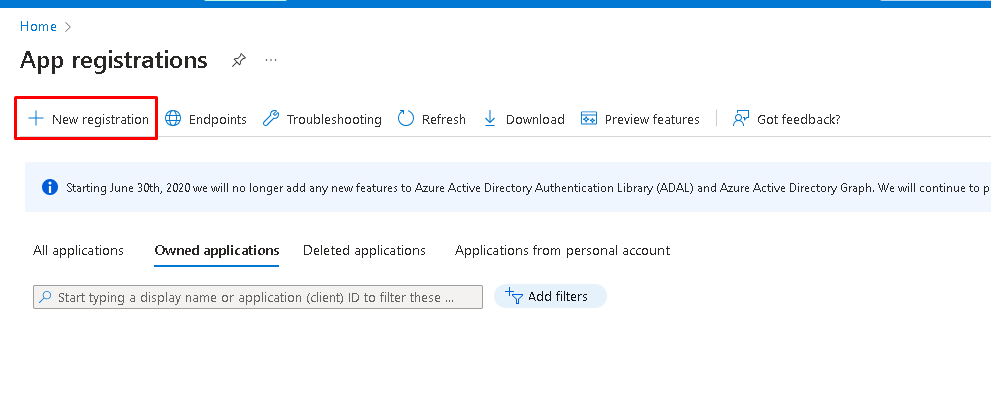 Home
App registrations
New registration Endpoints Troubleshooting Refresh Download Preview features Got feedback?
Starting June 30th, 2020 we will no longer add any new features to Azure Active Directory Authentication Library (ADAL) and Azure Active Directory Graph. We will continue to p
All applications Owned applications Deleted applications Applications from personal account
Start typing a display name or application (client) ID to filter these ... Add filters